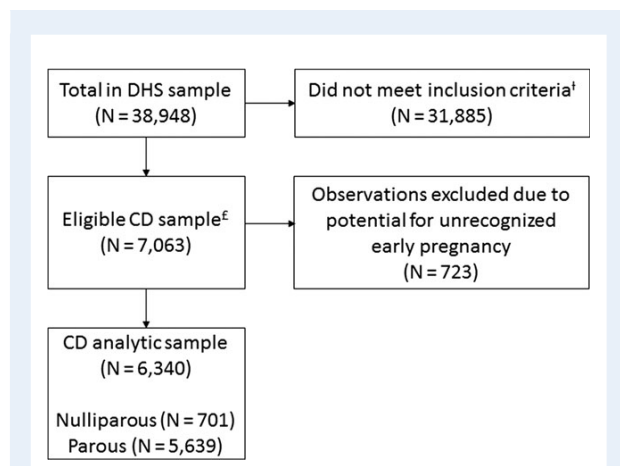 Total in DHS sample
(N = 38,948)
Did not meet inclusion criteriaƚ
(N = 31,885)
Eligible CD sample£
(N = 7,063)
Observations excluded due to
potential for unrecognized
early pregnancy
(N = 723)
CD analytic sample
(N = 6,340)
Nulliparous (N = 701)
Parous (N = 5,639)